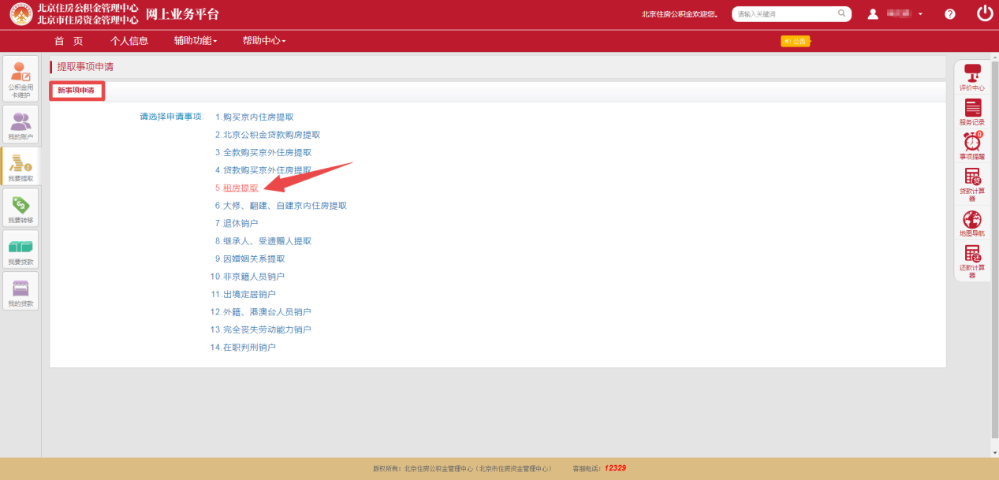 北京住房公积金管理中心
北京市住房资金管理中心
网上业务平台
北京住房公积金欢迎您。
请输入关键词
首 页
个人信息
辅助功能
帮助中心
公告
公积金用
卡维护
我的账户
我要提取
我要转移
我要贷款
我的贷款
提取事项申请
新事项申请
请选择申请事项:
1.购买京内住房提取
2.北京公积金贷款购房提取
3.全款购买京外住房提取
4.贷款购买京外住房提取
5.租房提取
6.大修、翻建、自建京内住房提取
7.退休销户
8.继承人、受遗赠人提取
9.因婚姻关系提取
10.非京籍人员销户
11.出境定居销户
12.外籍、港澳台人员销户
13.完全丧失劳动能力销户
14.在职判刑销户
评价中心
服务记录
0
事项提醒
贷
贷款计算
器
地图导航
还
还款计算
器
版权所有：北京住房公积金管理中心（北京市住房资金管理中心）
客服电话：12329